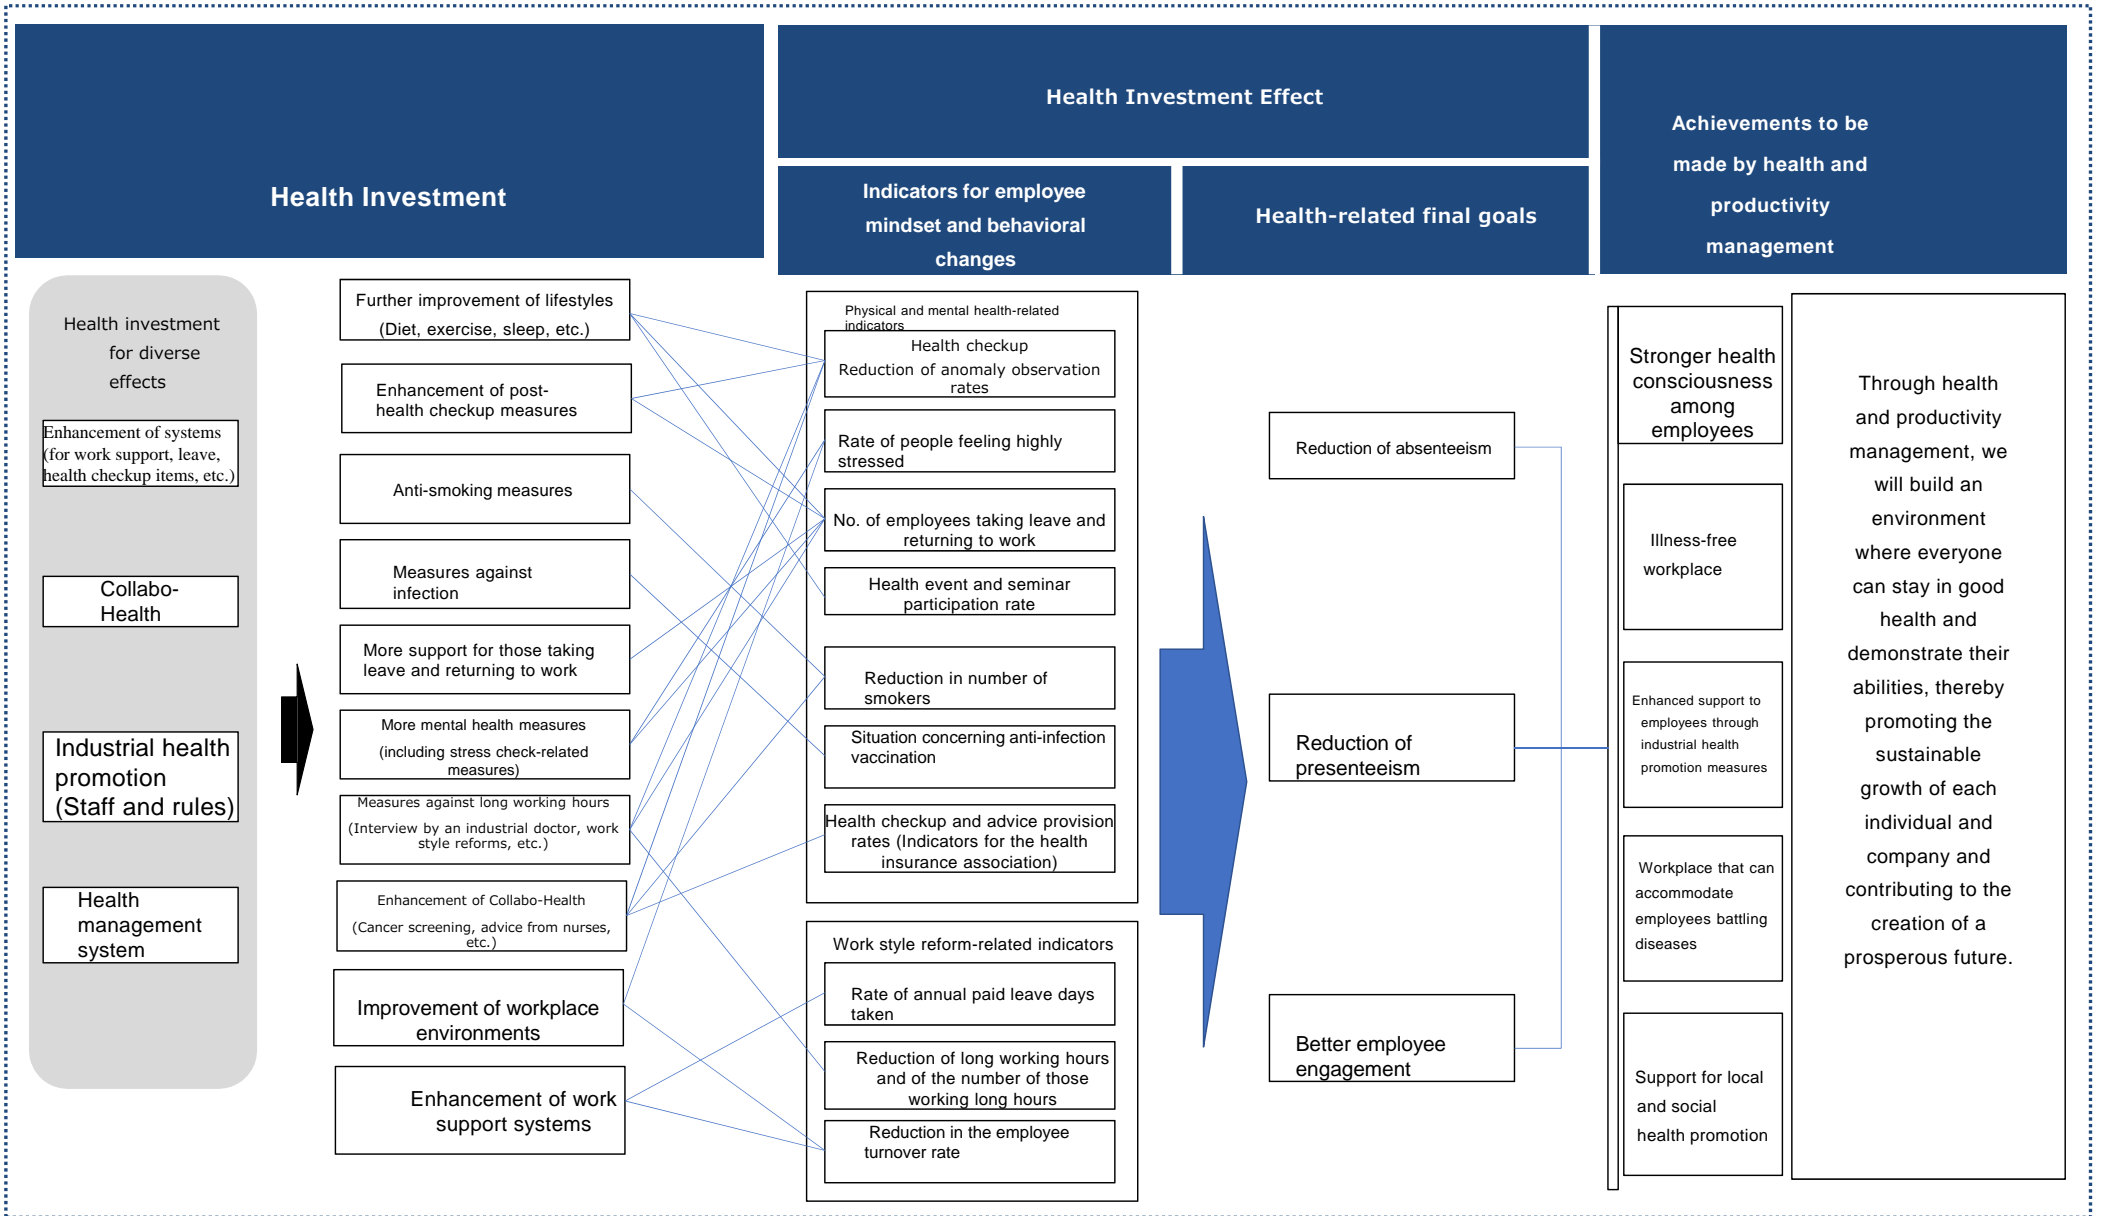 Health Investment
Health Investment Effect
Indicators for employee
mindset and behavioral
changes
Health-related final goals
Achievements to be
made by health and
productivity
management
Health investment
for diverse
effects
Enhancement of systems
(for work support, leave,
health checkup items, etc.)
Collabo-
Health
Industrial health
promotion
(Staff and rules)
Health
management
system
Further improvement of lifestyles
(Diet, exercise, sleep, etc.)
Enhancement of post-
health checkup measures
Anti-smoking measures
Measures against
infection
More support for those taking
leave and returning to work
More mental health measures
(including stress check-related
measures)
Measures against long working hours
(Interview by an industrial doctor, work
style reforms, etc.)
Enhancement of Collabo-Health
(Cancer screening, advice from nurses,
etc.)
Improvement of workplace
environments
Enhancement of work
support systems
Physical and mental health-related
indicators
Health checkup
Reduction of anomaly observation
rates
Rate of people feeling highly
stressed
No. of employees taking leave and
returning to work
Health event and seminar
participation rate
Reduction in number of
smokers
Situation concerning anti-infection
vaccination
Health checkup and advice provision
rates (Indicators for the health
insurance association)
Work style reform-related indicators
Rate of annual paid leave days
taken
Reduction of long working hours
and of the number of those
working long hours
Reduction in the employee
turnover rate
Reduction of absenteeism
Reduction of
presenteeism
Better employee
engagement
Stronger health
consciousness
among
employees
Illness-free
workplace
Enhanced support to
employees through
industrial health
promotion measures
Workplace that can
accommodate
employees battling
diseases
Support for local
and social
health promotion
Through health
and productivity
management, we
will build an
environment
where everyone
can stay in good
health and
demonstrate their
abilities, thereby
promoting the
sustainable
growth of each
individual and
company and
contributing to the
creation of a
prosperous future.